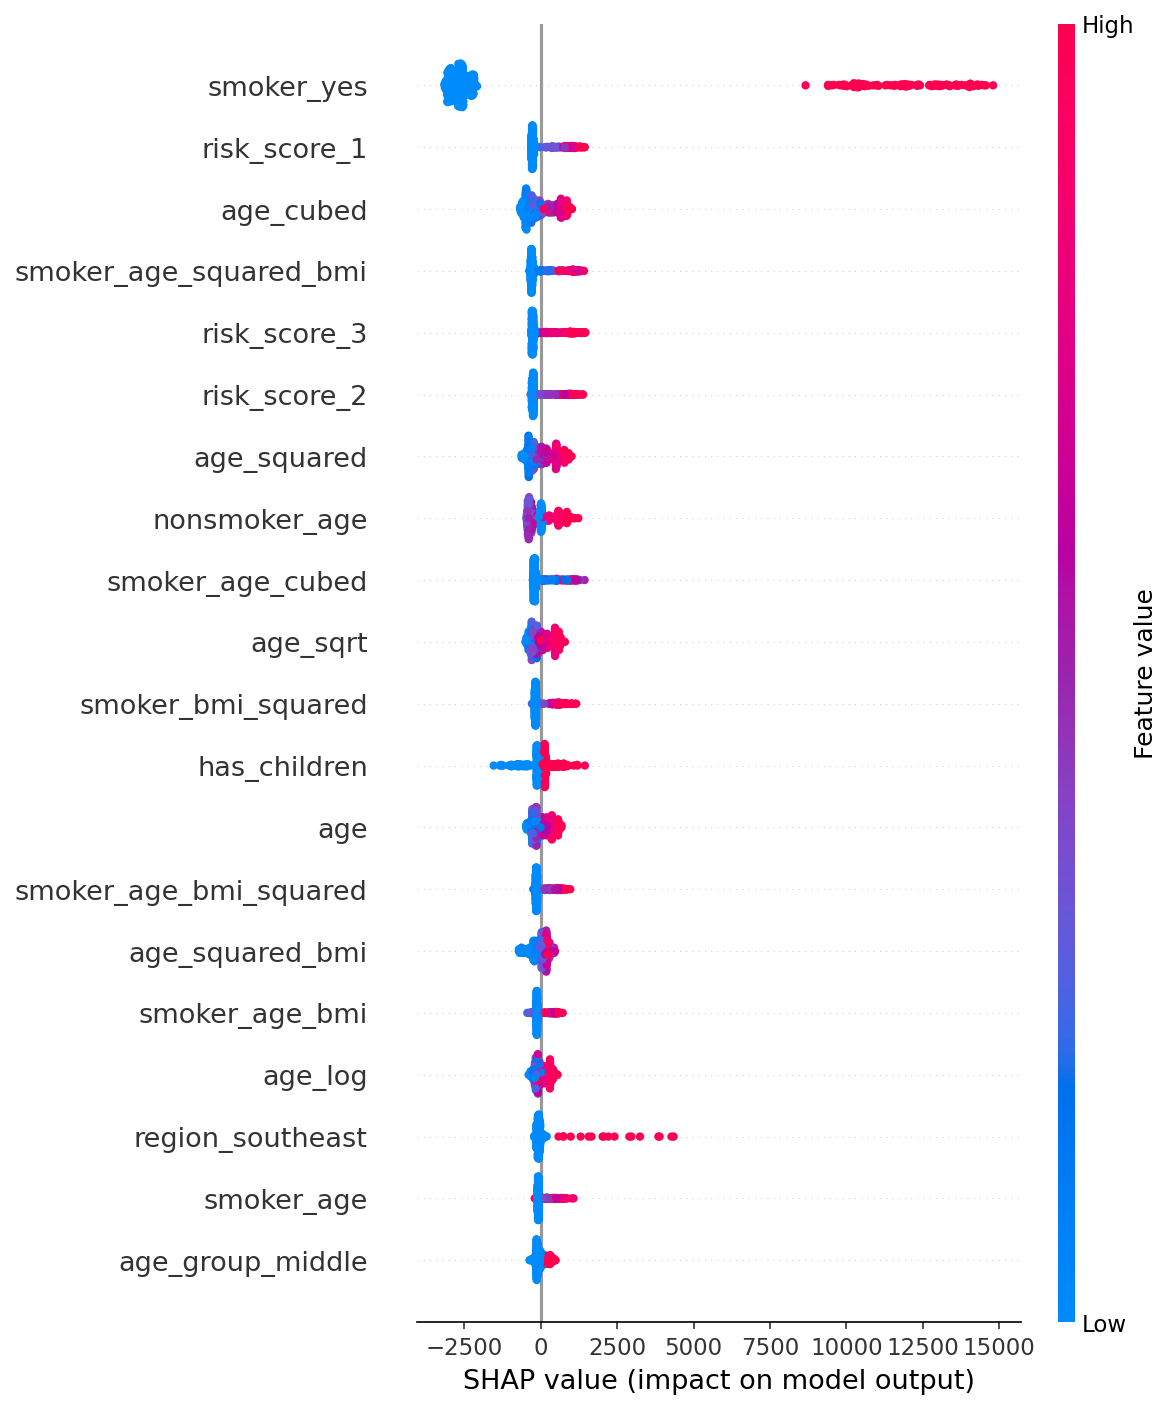 High
smoker_yes
risk_score_1
age_cubed
smoker_age_squared_bmi
risk_score_3
risk_score_2
age_squared
nonsmoker_age
smoker_age_cubed
age_sqrt
smoker_bmi_squared
has_children
age
smoker_age_bmi_squared
age_squared_bmi
smoker_age_bmi
age_log
region_southeast
smoker_age
age_group_middle
Feature value
Low
−2500 0 2500 5000 7500 10000 12500 15000
SHAP value (impact on model output)